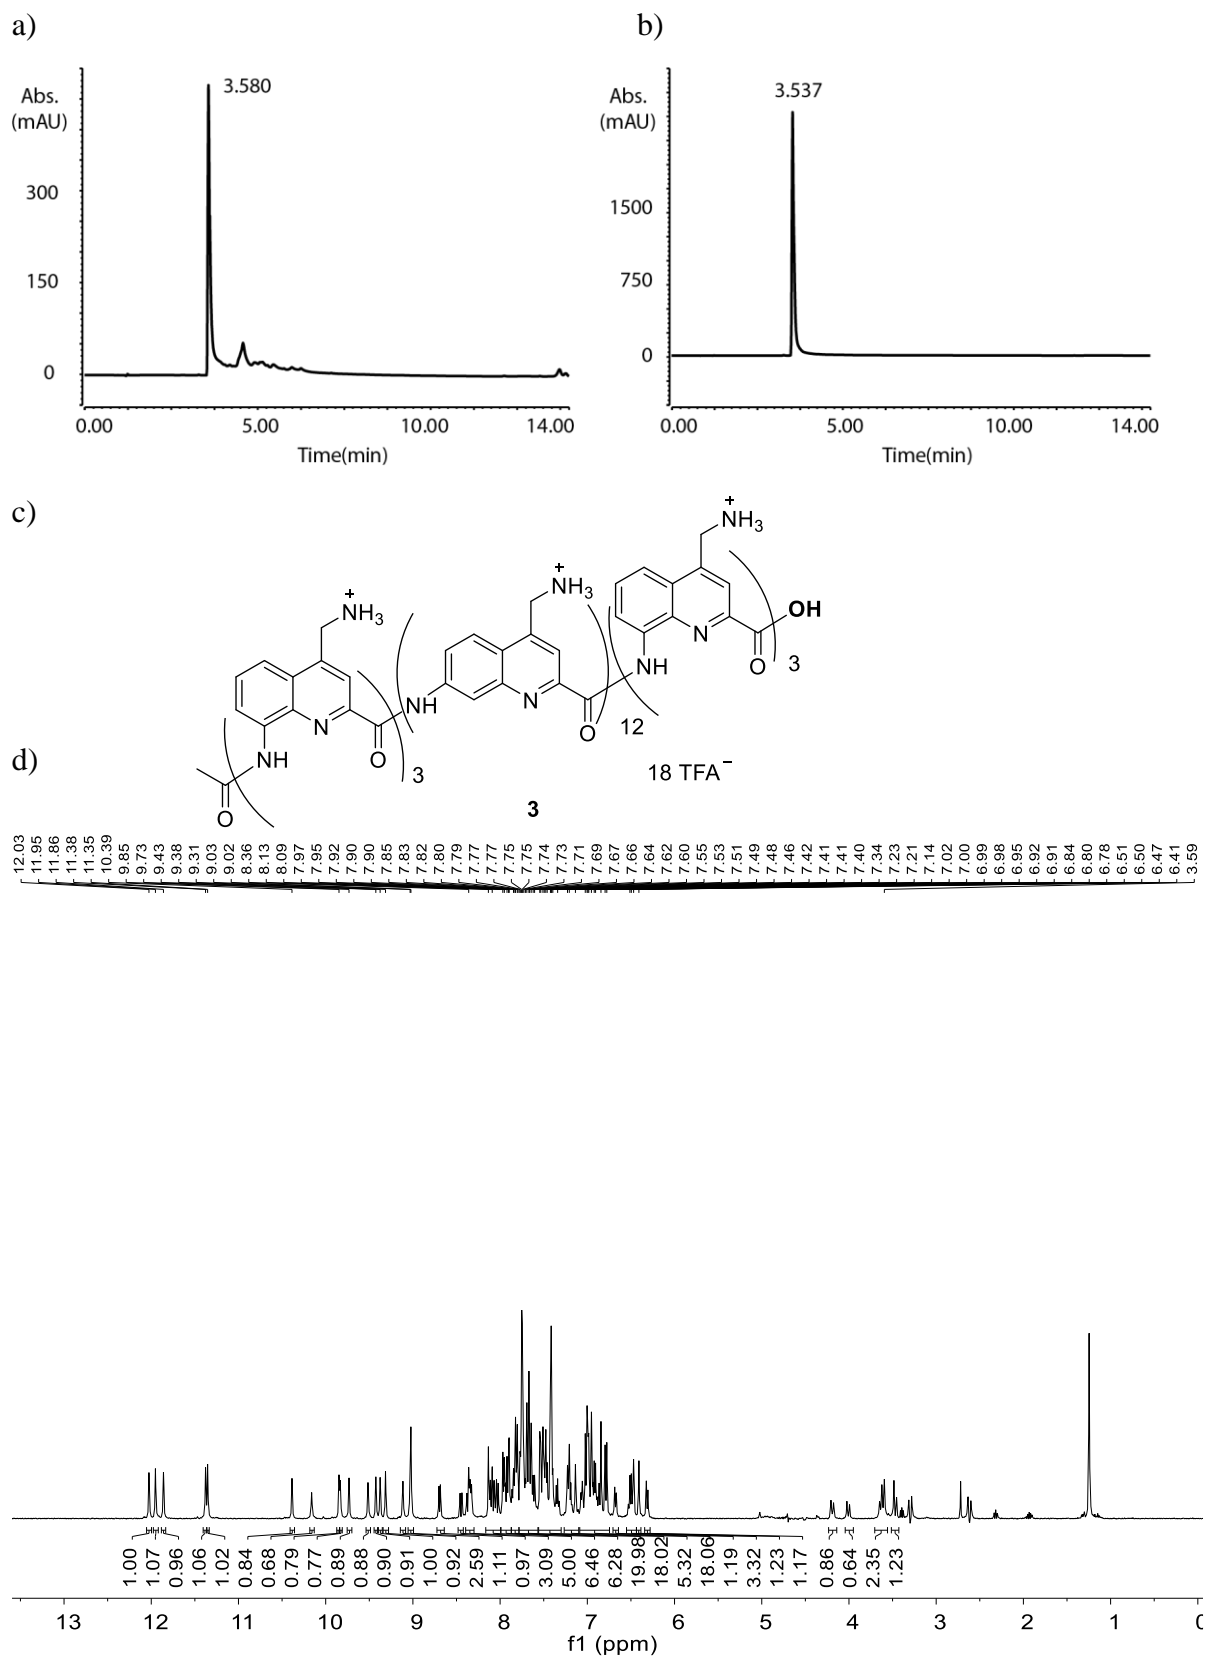 a)
b)
3.580
Abs.
(mAU)
300
150
0
0.00 5.00 10.00 14.00
Time(min)
3.537
Abs.
(mAU)
1500
750
0
0.00 5.00 10.00 14.00
Time(min)
c)
+
NH3
+
NH3
+
NH3
OH
N
O
3
NH
N
O
12
NH
N
O
3
NH
O
18 TFA−
3
d)
12.03 11.95 11.86 11.38 11.35 10.39 9.85 9.73 9.43 9.38 9.31 9.03 9.02 8.36 8.13 8.09 7.97 7.95 7.92 7.90 7.90 7.85 7.83 7.82 7.80 7.79 7.77 7.77 7.75 7.75 7.74 7.73 7.71 7.69 7.67 7.66 7.64 7.62 7.60 7.55 7.53 7.51 7.49 7.48 7.46 7.42 7.41 7.41 7.40 7.34 7.23 7.21 7.14 7.02 7.00 6.99 6.98 6.95 6.92 6.91 6.84 6.80 6.78 6.51 6.50 6.47 6.41 3.59
1.00 1.07 0.96 1.06 1.02 0.84 0.68 0.79 0.77 0.89 0.88 0.90 0.91 1.00 0.92 2.59 1.11 0.97 3.09 5.00 6.46 6.28 19.98 18.02 5.32 18.06 1.19 3.32 1.23 1.17 0.86 0.64 2.35 1.23
13 12 11 10 9 8 7 6 5 4 3 2 1 0
f1 (ppm)